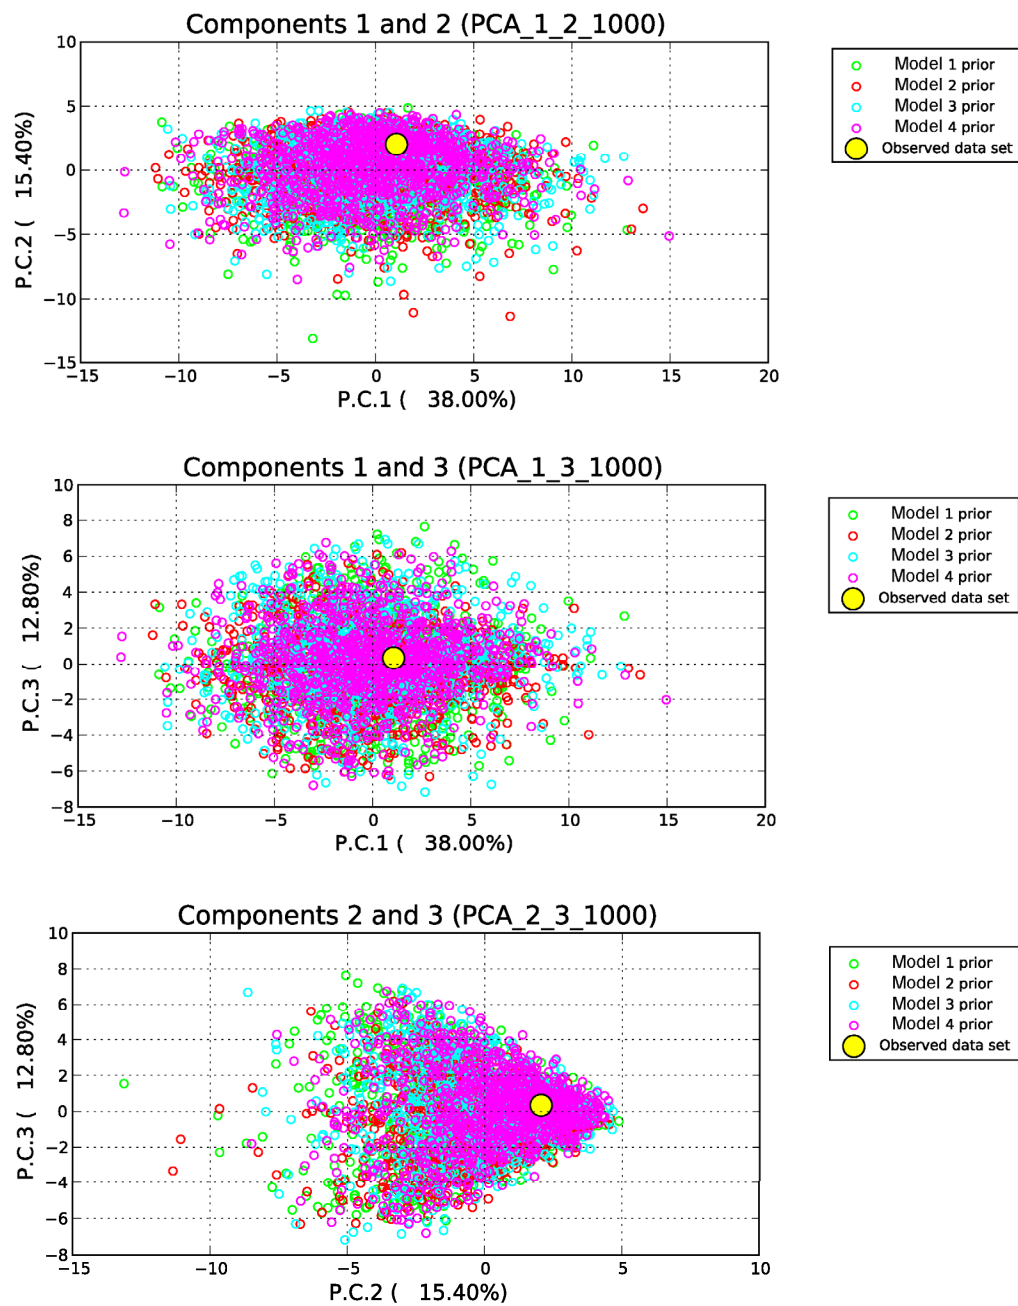 Components 1 and 2 (PCA_1_2_1000)
10
5
0
−5
−10
−15
P.C.2 ( 15.40%)
−15 −10 −5 0 5 10 15 20
P.C.1 ( 38.00%)
Model 1 prior
Model 2 prior
Model 3 prior
Model 4 prior
Observed data set
Components 1 and 3 (PCA_1_3_1000)
10
8
6
4
2
0
−2
−4
−6
−8
P.C.3 ( 12.80%)
−15 −10 −5 0 5 10 15 20
P.C.1 ( 38.00%)
Model 1 prior
Model 2 prior
Model 3 prior
Model 4 prior
Observed data set
Components 2 and 3 (PCA_2_3_1000)
10
8
6
4
2
0
−2
−4
−6
−8
P.C.3 ( 12.80%)
−15 −10 −5 0 5 10
P.C.2 ( 15.40%)
Model 1 prior
Model 2 prior
Model 3 prior
Model 4 prior
Observed data set